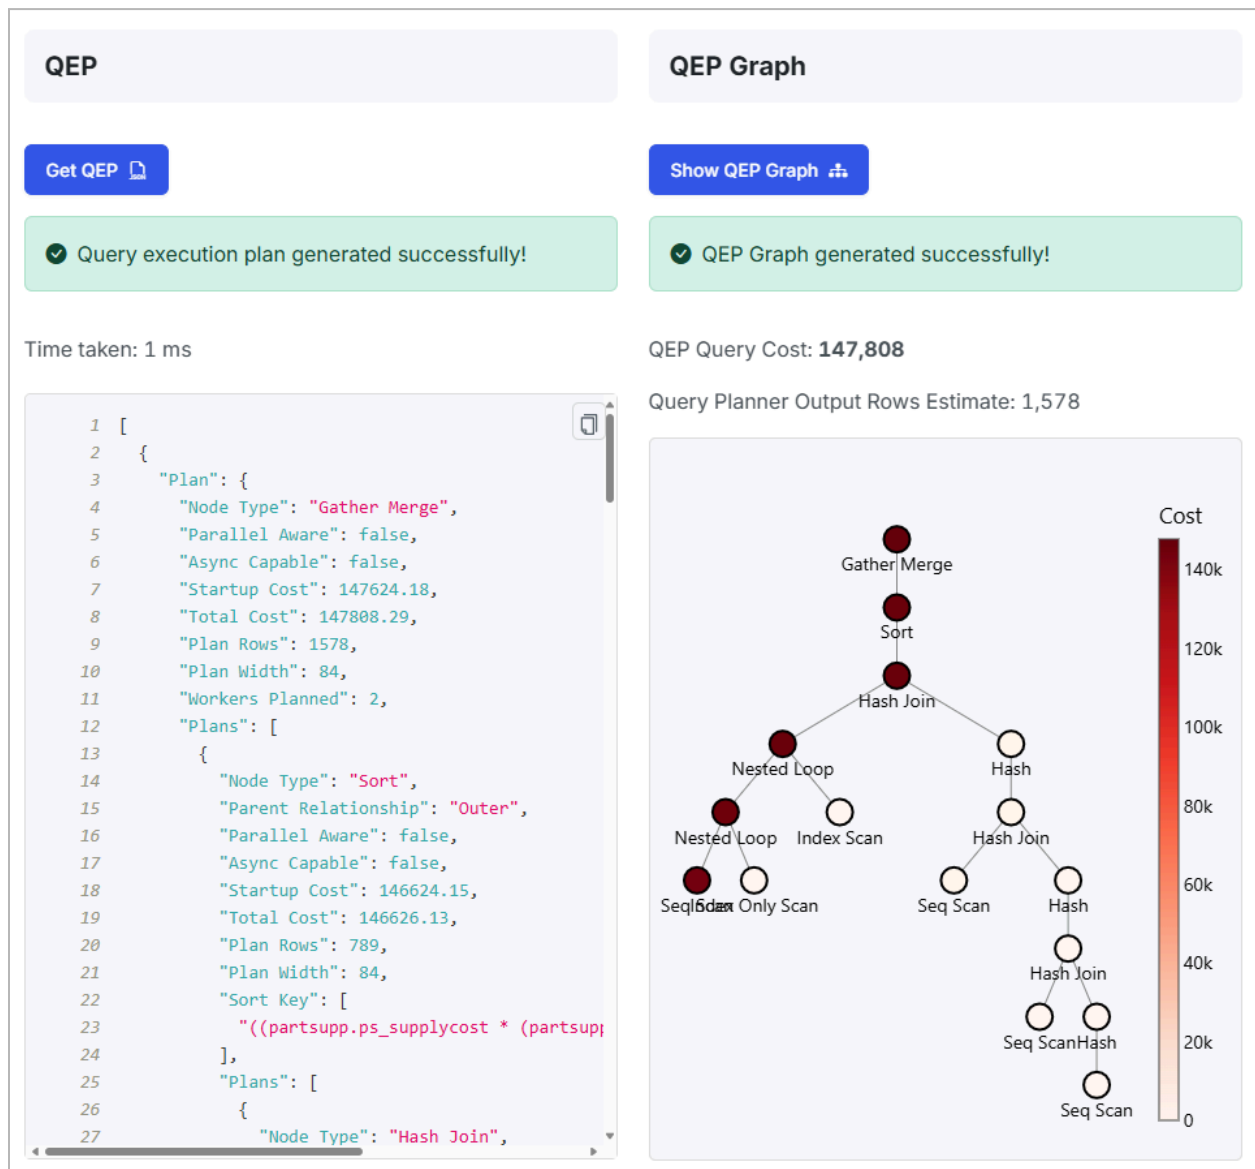 QEP
Get QEP
JSON
Query execution plan generated successfully!
Time taken: 1 ms
1 [
2 {
3 "Plan": {
4 "Node Type": "Gather Merge",
5 "Parallel Aware": false,
6 "Async Capable": false,
7 "Startup Cost": 147624.18,
8 "Total Cost": 147808.29,
9 "Plan Rows": 1578,
10 "Plan Width": 84,
11 "Workers Planned": 2,
12 "Plans": [
13 {
14 "Node Type": "Sort",
15 "Parent Relationship": "Outer",
16 "Parallel Aware": false,
17 "Async Capable": false,
18 "Startup Cost": 146624.15,
19 "Total Cost": 146626.13,
20 "Plan Rows": 789,
21 "Plan Width": 84,
22 "Sort Key": [
23 "((partsupp.ps_supplycost * (partsupp
24 ],
25 "Plans": [
26 {
27 "Node Type": "Hash Join",
QEP Graph
Show QEP Graph
QEP Graph generated successfully!
QEP Query Cost: 147,808
Query Planner Output Rows Estimate: 1,578
Gather Merge
Sort
Hash Join
Nested Loop
Hash
Nested Loop
Index Scan
Hash Join
Seq Scan
Index Only Scan
Seq Scan
Hash
Hash Join
Seq Scan
Hash
Seq Scan
Cost
140k
120k
100k
80k
60k
40k
20k
0